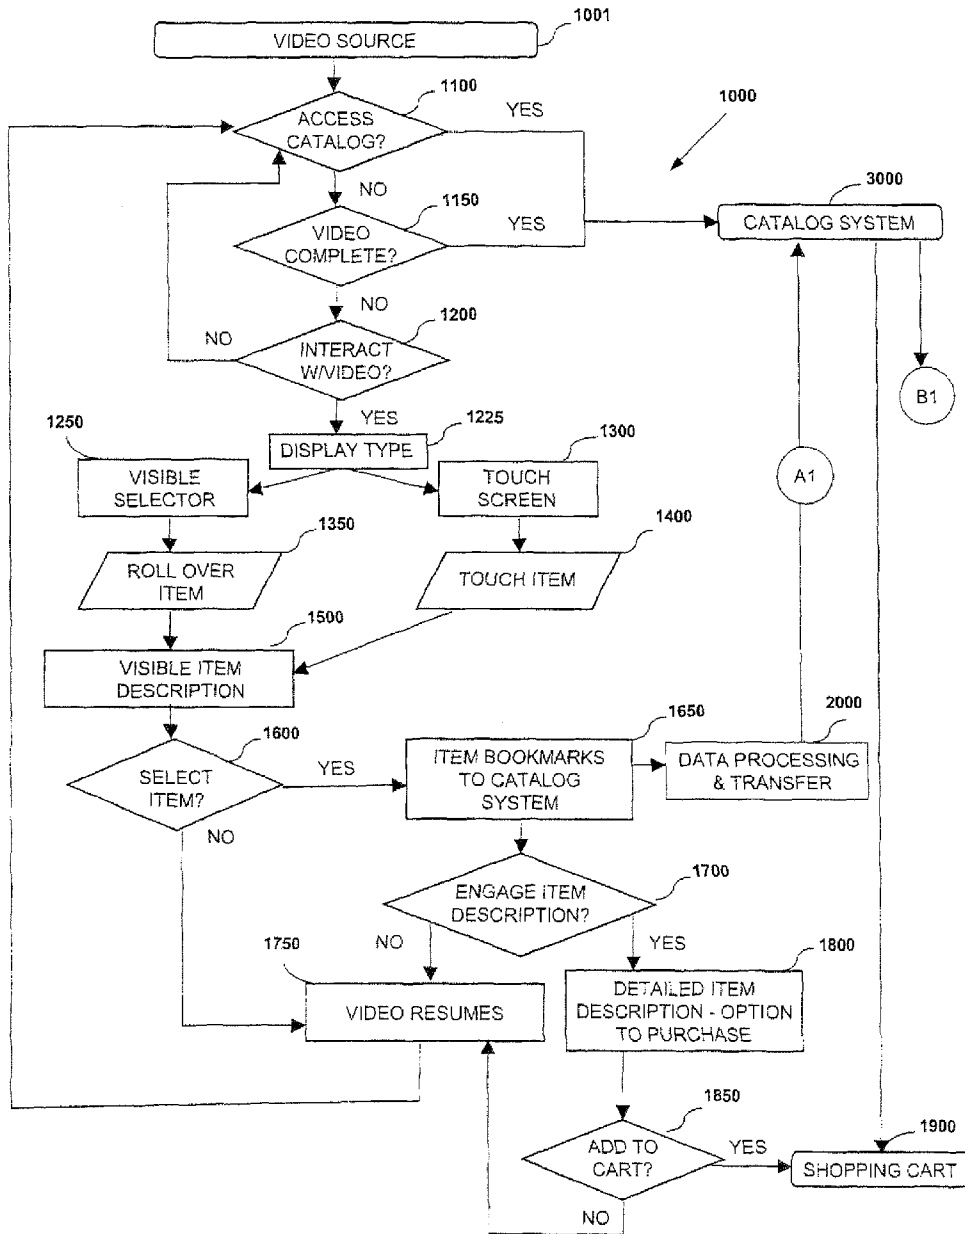 1001
VIDEO SOURCE
1100
ACCESS
CATALOG?
YES
1000
NO
1150
3000
VIDEO
COMPLETE?
YES
CATALOG SYSTEM
NO
1200
NO
INTERACT
W/VIDEO?
B1
YES
1225
1250
DISPLAY TYPE
1300
VISIBLE
SELECTOR
TOUCH
SCREEN
A1
1350
1400
ROLL OVER
ITEM
TOUCH ITEM
1500
VISIBLE ITEM
DESCRIPTION
1600
1650
2000
SELECT
ITEM?
YES
ITEM BOOKMARKS
TO CATALOG
SYSTEM
DATA PROCESSING
& TRANSFER
NO
1700
ENGAGE ITEM
DESCRIPTION?
NO
YES
1750
1800
VIDEO RESUMES
DETAILED ITEM
DESCRIPTION - OPTION
TO PURCHASE
1850
1900
ADD TO
CART?
YES
SHOPPING CART
NO